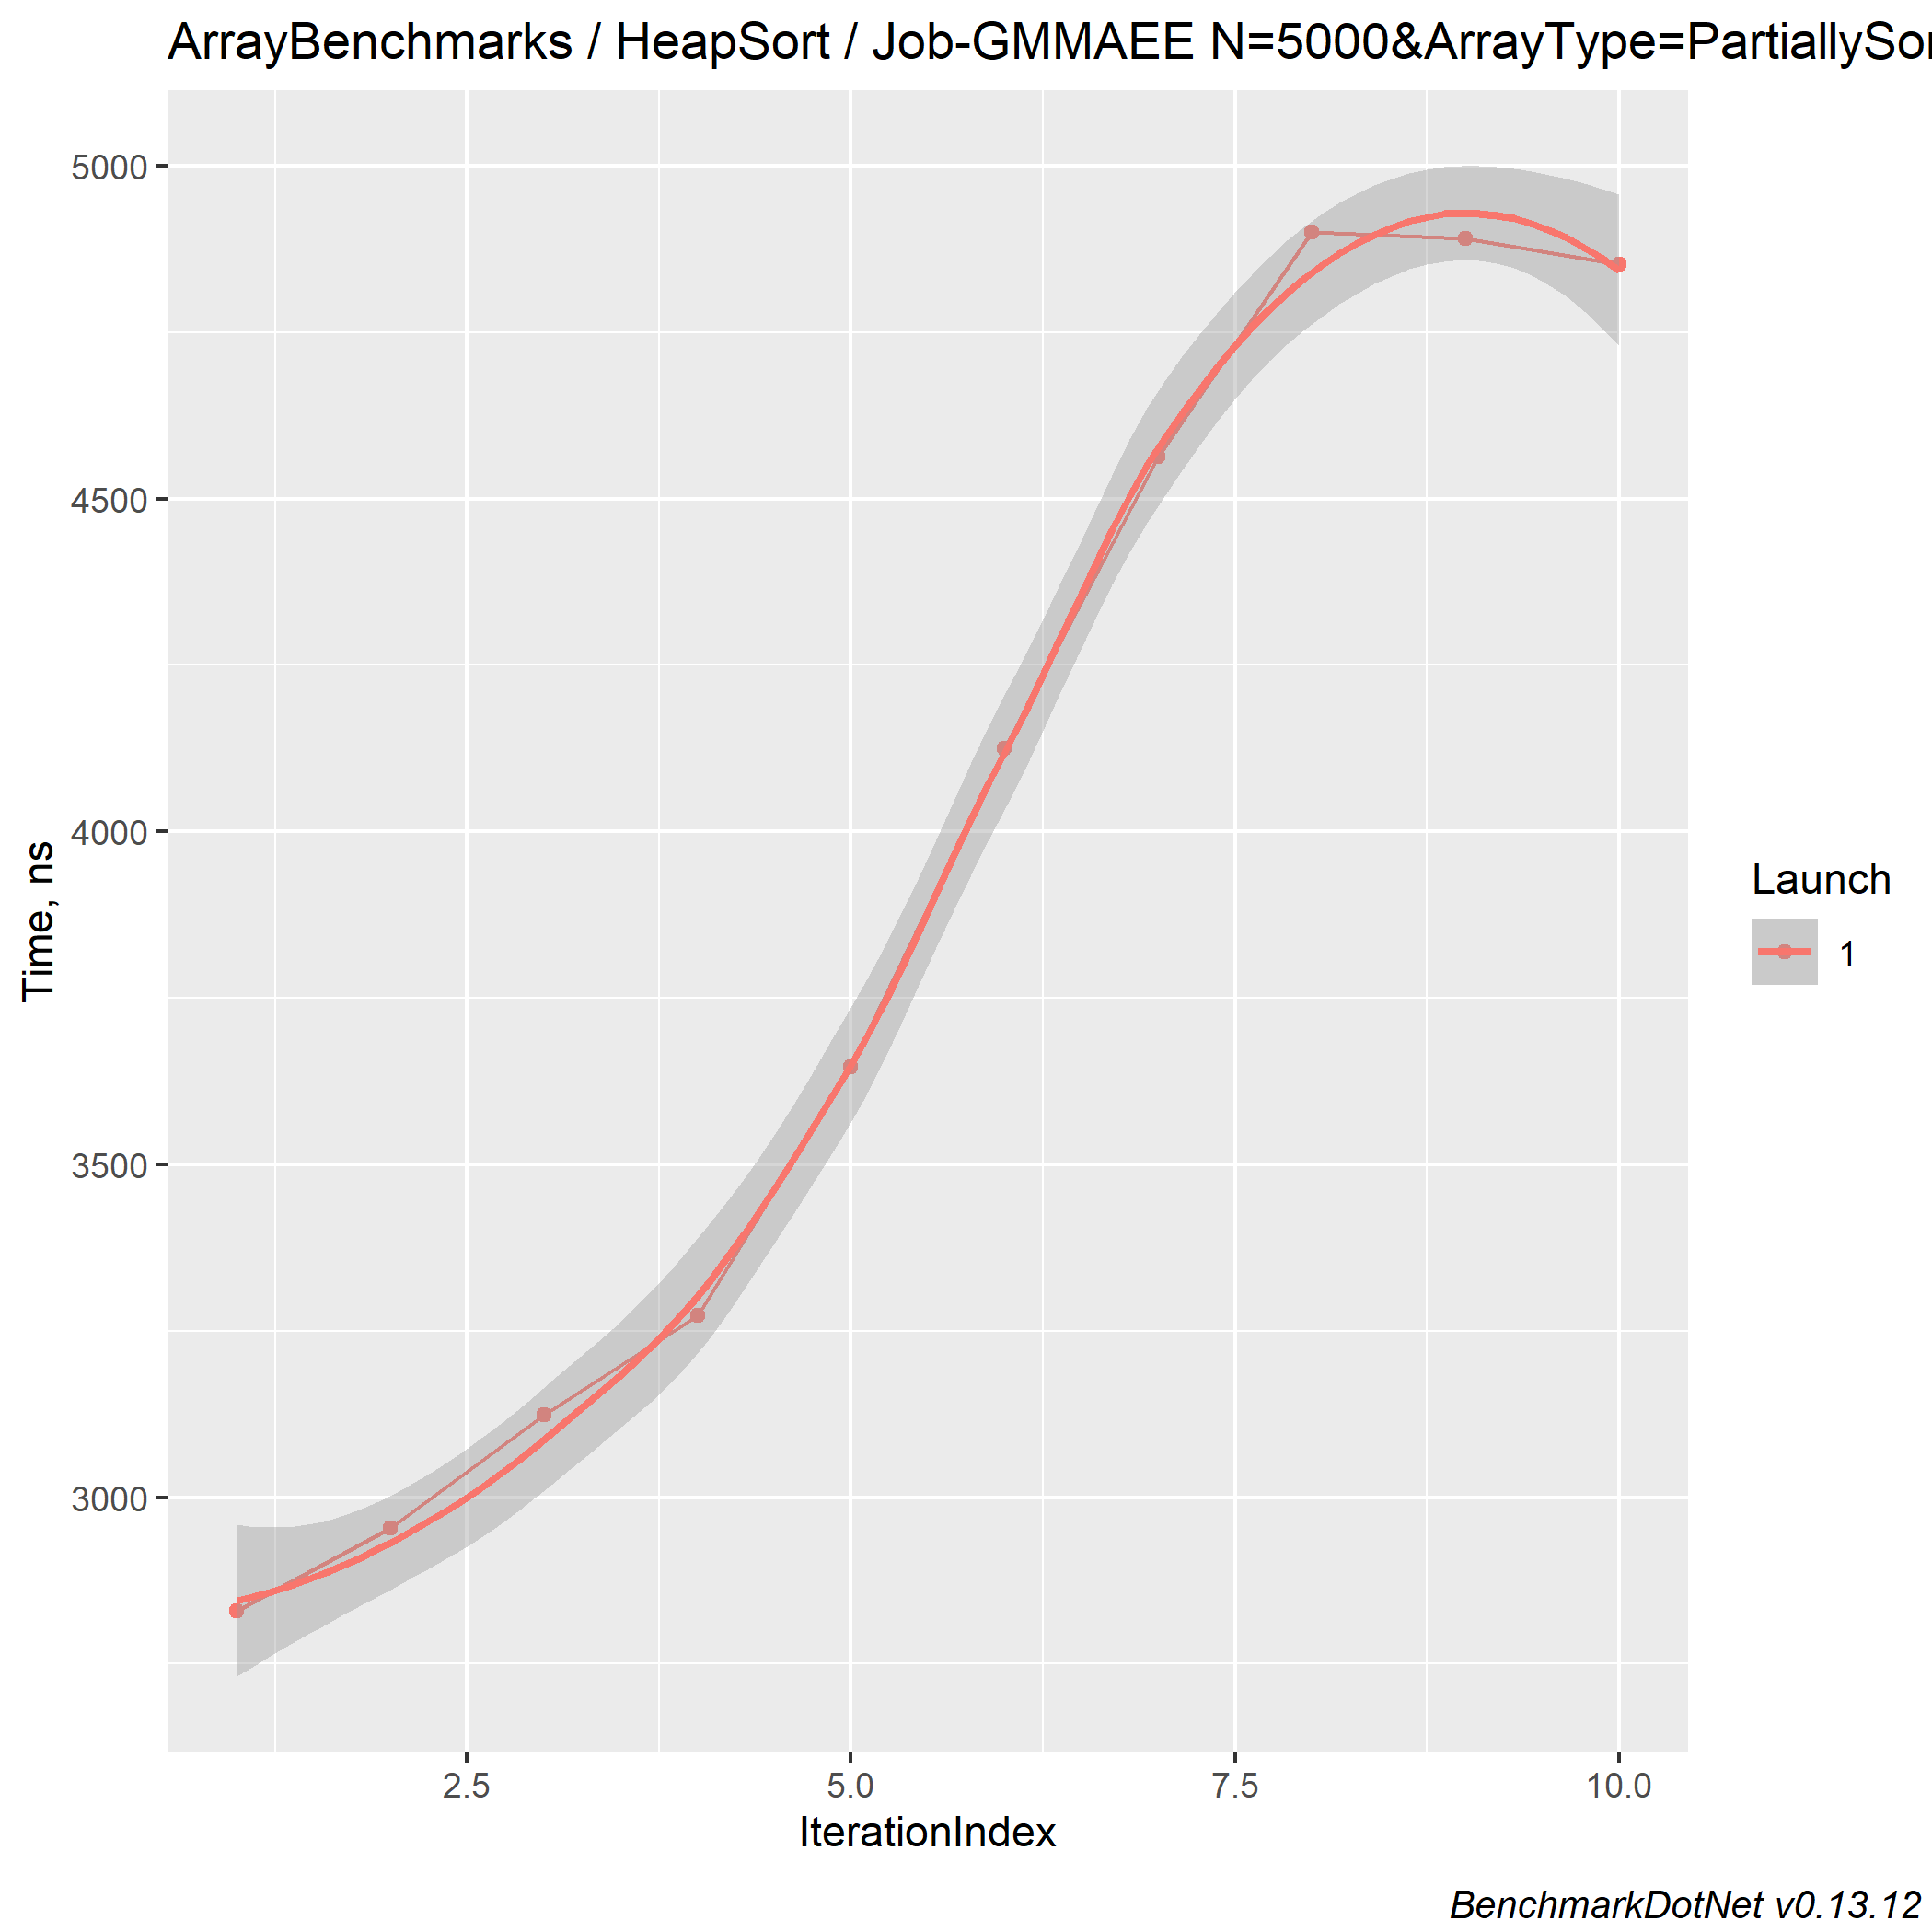 ArrayBenchmarks / HeapSort / Job-GMMAEE N=5000&ArrayType=PartiallySor
5000
4500
4000
3500
3000
Time, ns
2.5 5.0 7.5 10.0
IterationIndex
Launch
1
BenchmarkDotNet v0.13.12